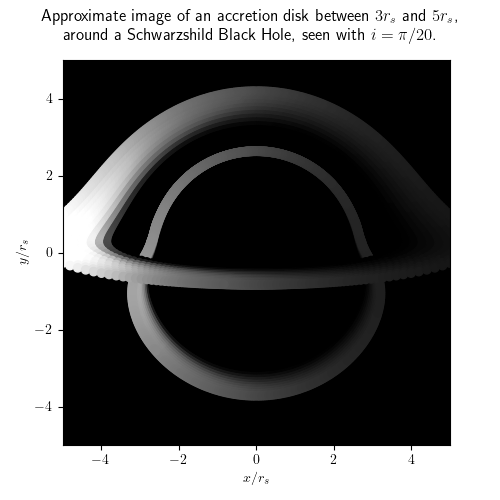 Approximate image of an accretion disk between $3r_s$ and $5r_s$,
around a Schwarzshild Black Hole, seen with $i = \pi/20$.
4
2
0
−2
−4
y/r_s
−4 −2 0 2 4
x/r_s